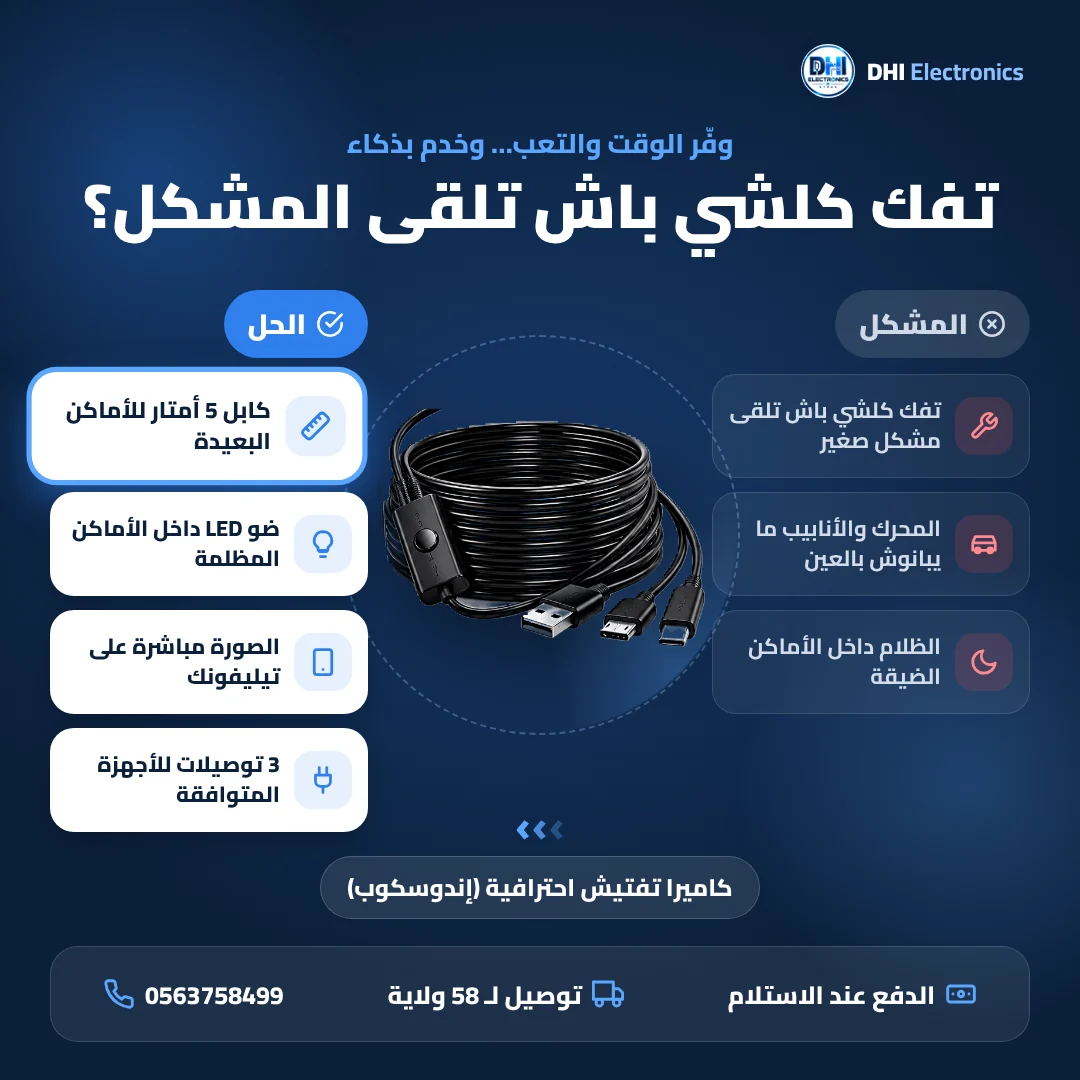 DHI Electronics
DHI
ELECTRONICS
وفّر الوقت والتعب... وخدم بذكاء
تفك كلشي باش تلقى المشكل؟
المشكل
تفك كلشي باش تلقى
مشكل صغير
المحرك والأنابيب ما
يبانوش بالعين
الظلام داخل الأماكن
الضيقة
الحل
كابل 5 أمتار للأماكن
البعيدة
ضو LED داخل الأماكن
المظلمة
الصورة مباشرة على
تيليفونك
3 توصيلات للأجهزة
المتوافقة
كاميرا تفتيش احترافية (إندوسكوب)
الدفع عند الاستلام
توصيل لـ 58 ولاية
0563758499